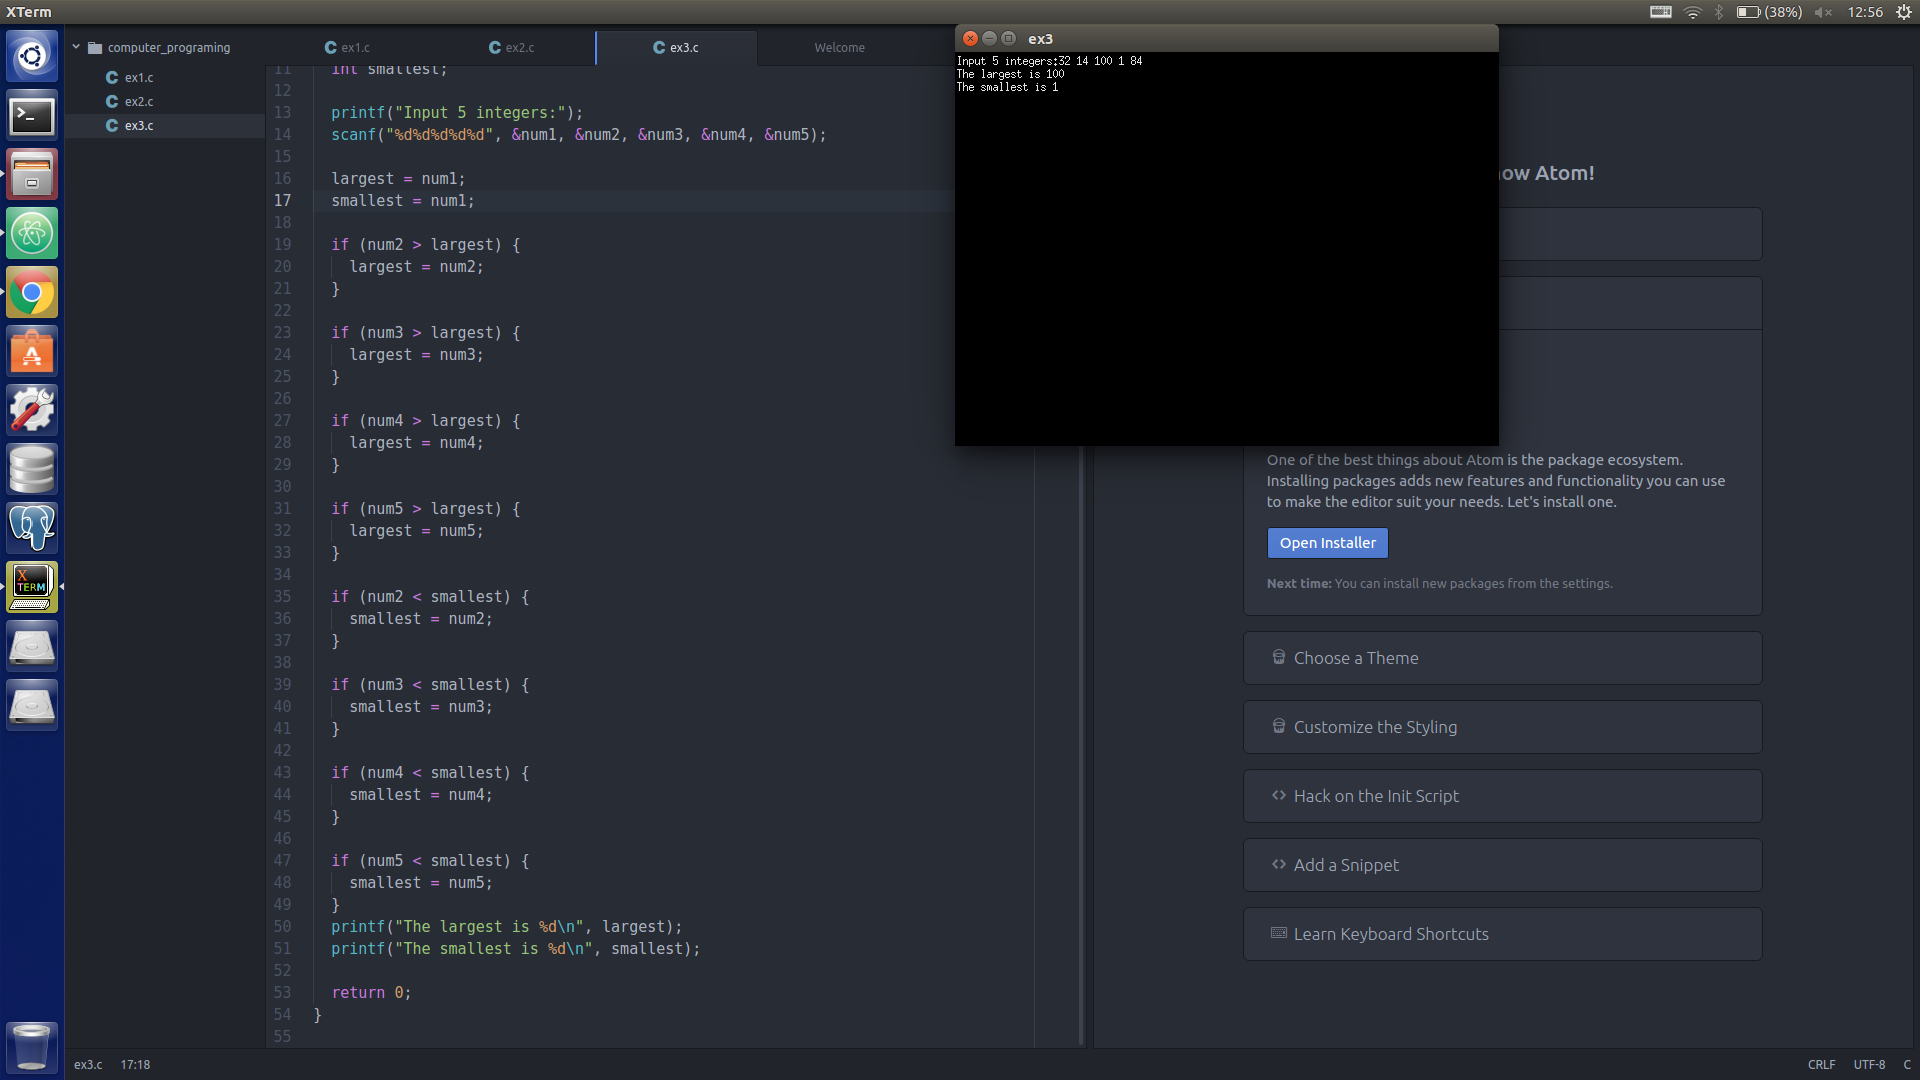 XTerm
(38%)
12:56
computer_programing
ex1.c
ex2.c
ex3.c
ex1.c
ex2.c
ex3.c
Welcome
11 int smallest;
12
13 printf("Input 5 integers:");
14 scanf("%d%d%d%d%d", &num1, &num2, &num3, &num4, &num5);
15
16 largest = num1;
17 smallest = num1;
18
19 if (num2 > largest) {
20 largest = num2;
21 }
22
23 if (num3 > largest) {
24 largest = num3;
25 }
26
27 if (num4 > largest) {
28 largest = num4;
29 }
30
31 if (num5 > largest) {
32 largest = num5;
33 }
34
35 if (num2 < smallest) {
36 smallest = num2;
37 }
38
39 if (num3 < smallest) {
40 smallest = num3;
41 }
42
43 if (num4 < smallest) {
44 smallest = num4;
45 }
46
47 if (num5 < smallest) {
48 smallest = num5;
49 }
50 printf("The largest is %d\n", largest);
51 printf("The smallest is %d\n", smallest);
52
53 return 0;
54 }
55
ex3
Input 5 integers:32 14 100 1 84
The largest is 100
The smallest is 1
now Atom!
One of the best things about Atom is the package ecosystem.
Installing packages adds new features and functionality you can use
to make the editor suit your needs. Let's install one.
Open Installer
Next time: You can install new packages from the settings.
Choose a Theme
Customize the Styling
Hack on the Init Script
Add a Snippet
Learn Keyboard Shortcuts
X
TERM
ex3.c
17:18
CRLF
UTF-8
C